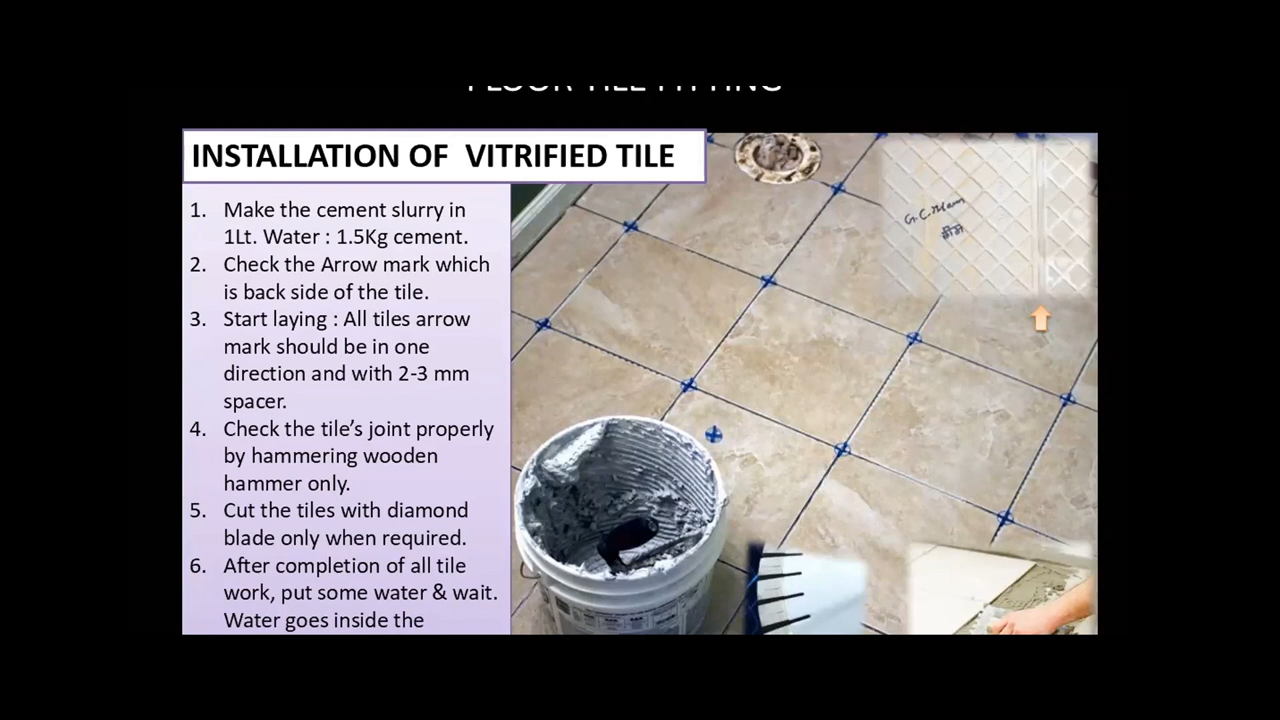 FLOOR TILE FITTING
INSTALLATION OF VITRIFIED TILE
1. Make the cement slurry in
1Lt. Water : 1.5Kg cement.
2. Check the Arrow mark which
is back side of the tile.
3. Start laying : All tiles arrow
mark should be in one
direction and with 2-3 mm
spacer.
4. Check the tile’s joint properly
by hammering wooden
hammer only.
5. Cut the tiles with diamond
blade only when required.
6. After completion of all tile
work, put some water & wait.
Water goes inside the